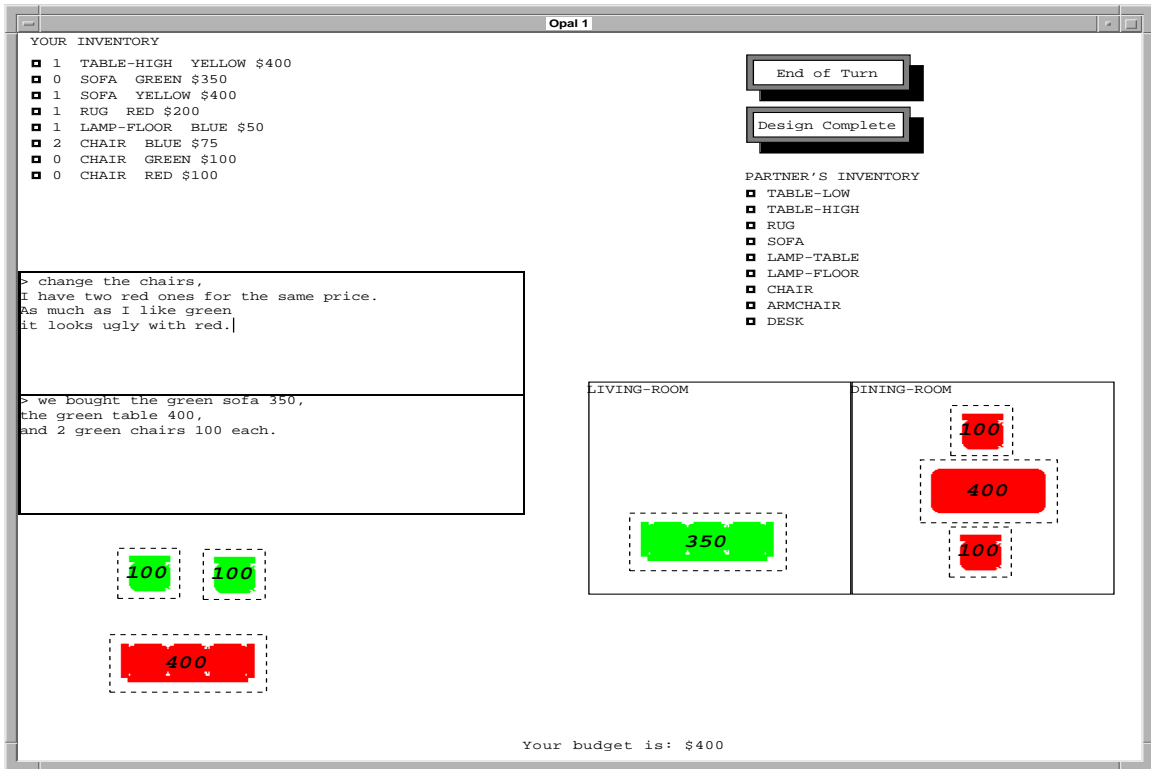 Opal 1
YOUR INVENTORY
1 TABLE-HIGH YELLOW $400
0 SOFA GREEN $350
1 SOFA YELLOW $400
1 RUG RED $200
1 LAMP-FLOOR BLUE $50
2 CHAIR BLUE $75
0 CHAIR GREEN $100
0 CHAIR RED $100
End of Turn
Design Complete
PARTNER'S INVENTORY
TABLE-LOW
TABLE-HIGH
RUG
SOFA
LAMP-TABLE
LAMP-FLOOR
CHAIR
ARMCHAIR
DESK
> change the chairs,
I have two red ones for the same price.
As much as I like green
it looks ugly with red.
> we bought the green sofa 350,
the green table 400,
and 2 green chairs 100 each.
LIVING-ROOM
DINING-ROOM
100
400
350
100
100 100
400
Your budget is: $400